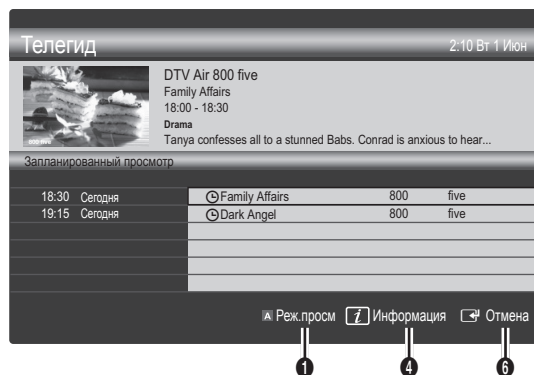 Телегид 2:10 Вт 1 Июн
DTV Air 800 five
Family Affairs
18:00 - 18:30
Drama
Tanya confesses all to a stunned Babs. Conrad is anxious to hear...
800 five
Запланированный просмотр
18:30 Сегодня Family Affairs 800 five
19:15 Сегодня Dark Angel 800 five
A Реж.просм i Информация Отмена
1 4 6